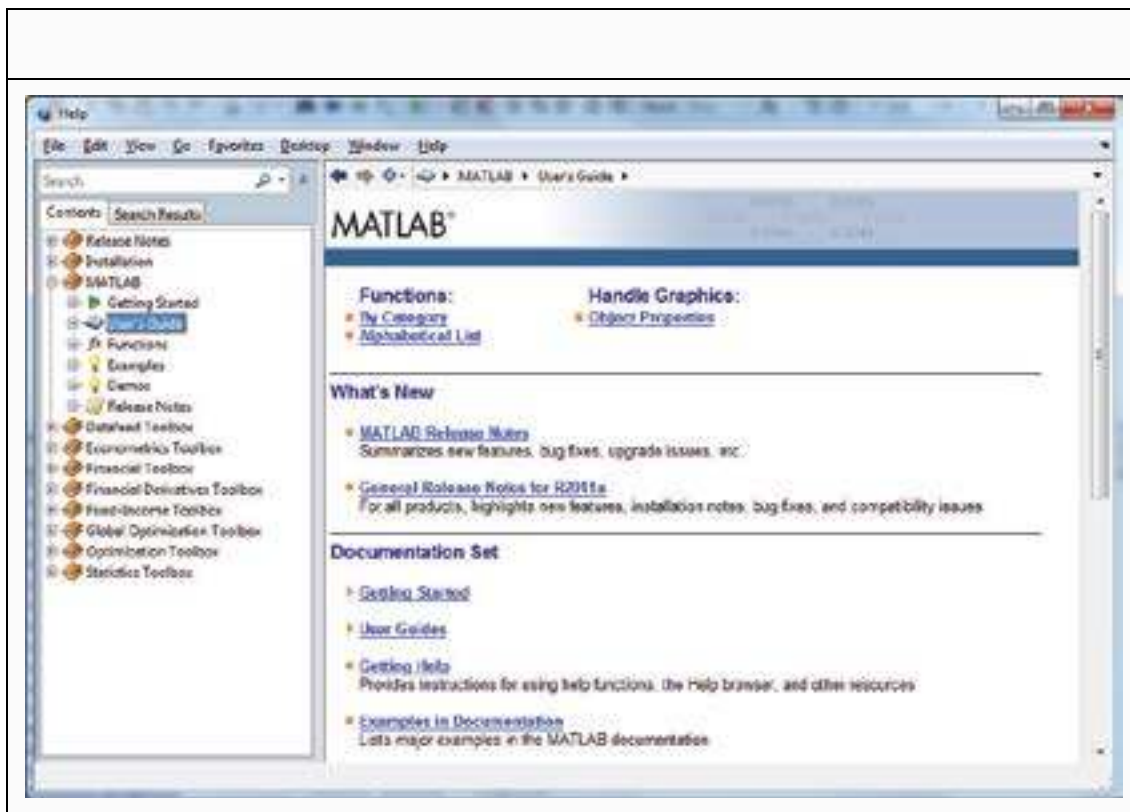 Help
File Edit View Go Favorites Desktop Window Help
Search
Contents Search Results
Release Notes
Installation
MATLAB
Getting Started
User's Guide
Functions
Examples
Demos
Release Notes
Datafeed Toolbox
Econometrics Toolbox
Financial Toolbox
Financial Derivatives Toolbox
Fixed-Income Toolbox
Global Optimization Toolbox
Optimization Toolbox
Statistics Toolbox
MATLAB ▸ User's Guide ▸
MATLAB®
Functions:
By Category
Alphabetical List
Handle Graphics:
Object Properties
What's New
MATLAB Release Notes
Summarizes new features, bug fixes, upgrade issues, etc.
General Release Notes for R2011a
For all products, highlights new features, installation notes, bug fixes, and compatibility issues
Documentation Set
Getting Started
User Guides
Getting Help
Provides instructions for using help functions, the Help browser, and other resources
Examples in Documentation
Lists major examples in the MATLAB documentation